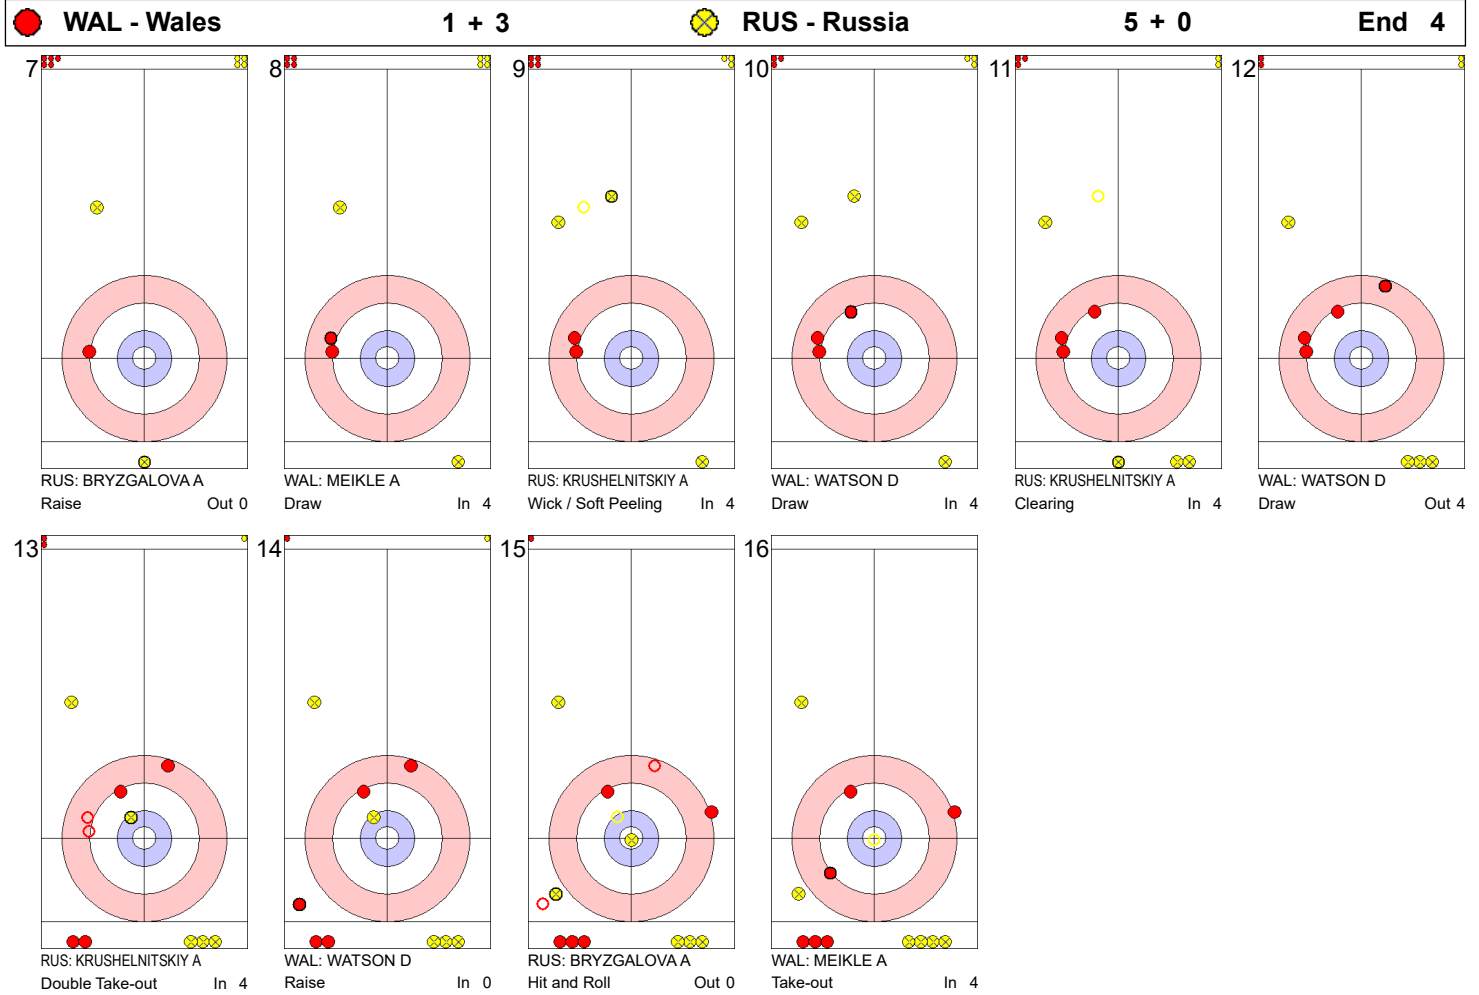 WAL - Wales 1 + 3 RUS - Russia 5 + 0 End 4
7 8 9 10 11 12
RUS: BRYZGALOVA A WAL: MEIKLE A RUS: KRUSHELNITSKIY A WAL: WATSON D RUS: KRUSHELNITSKIY A WAL: WATSON D
Raise Out 0 Draw In 4 Wick / Soft Peeling In 4 Draw In 4 Clearing In 4 Draw Out 4
13 14 15 16
RUS: KRUSHELNITSKIY A WAL: WATSON D RUS: BRYZGALOVA A WAL: MEIKLE A
Double Take-out In 4 Raise In 0 Hit and Roll Out 0 Take-out In 4